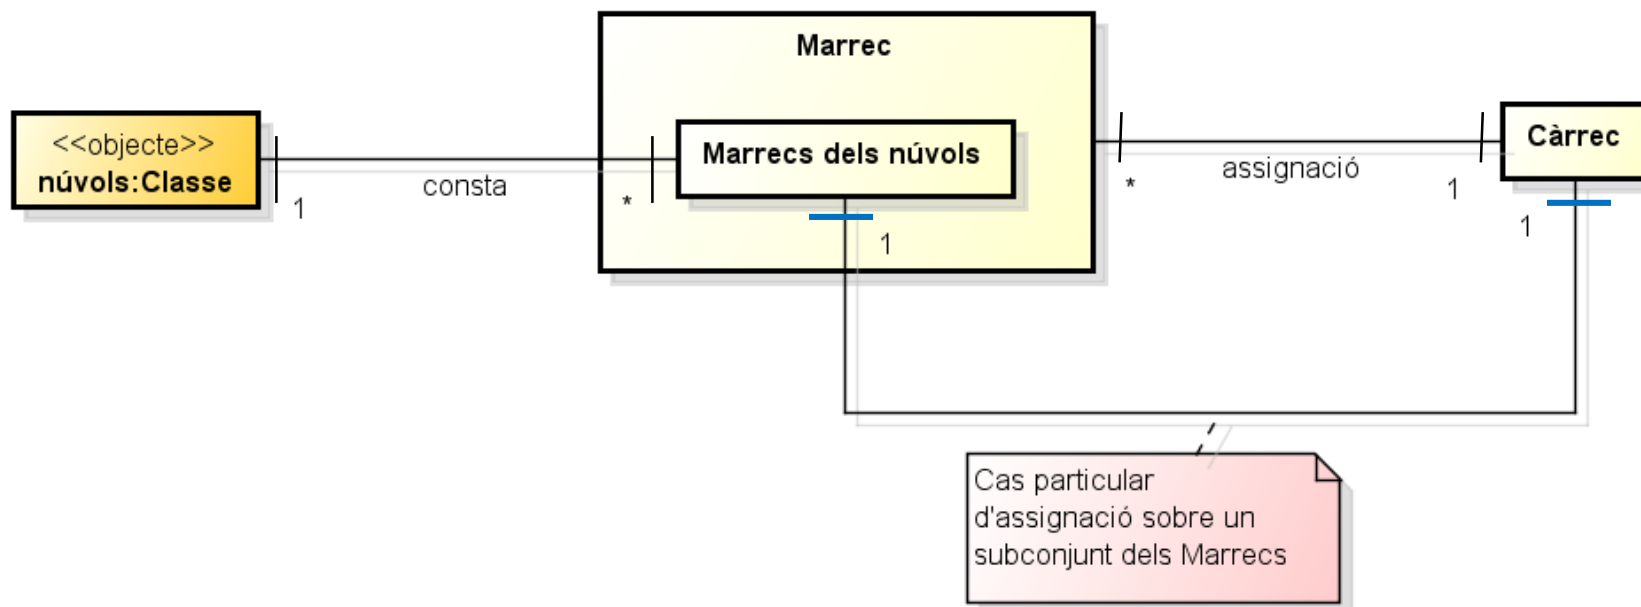 Marrec
<<objecte>>
núvols:Classe
1
consta
*
Marrecs dels núvols
1
*
assignació
1
Càrrec
1
Cas particular
d'assignació sobre un
subconjunt dels Marrecs